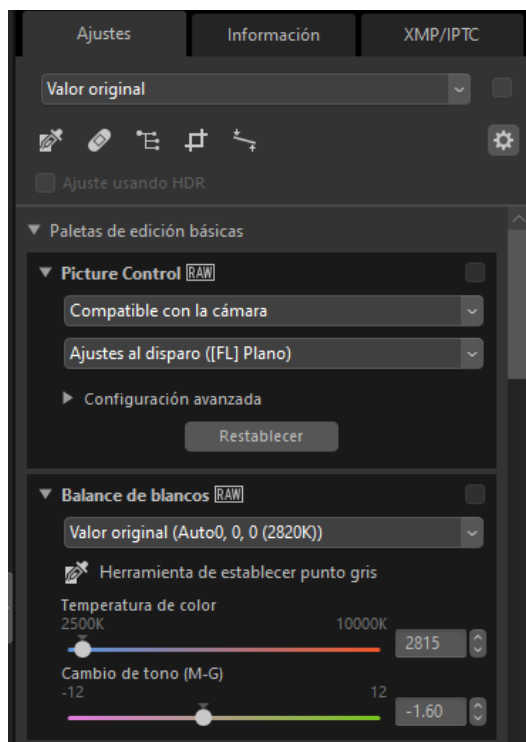 Ajustes Información XMP/IPTC
Valor original
Ajuste usando HDR
Paletas de edición básicas
Picture Control RAW
Compatible con la cámara
Ajustes al disparo ([FL] Plano)
Configuración avanzada
Restablecer
Balance de blancos RAW
Valor original (Auto0, 0, 0 (2820K))
Herramienta de establecer punto gris
Temperatura de color
2500K 10000K
2815
Cambio de tono (M-G)
-12 12
-1.60